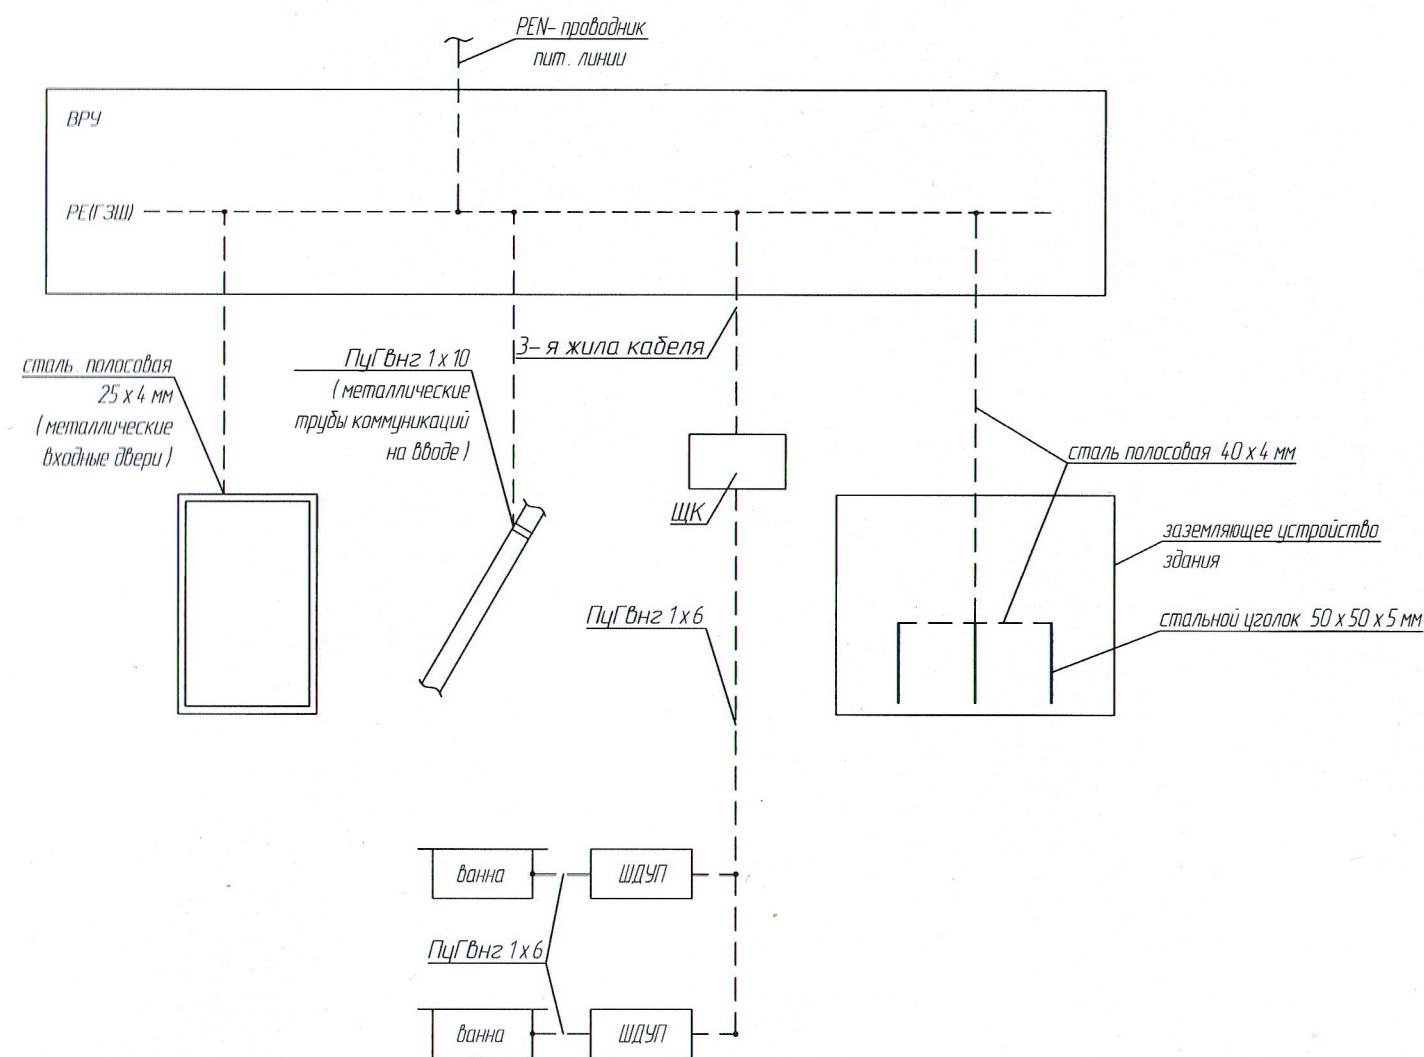 PEN- проводник
пит. линии
ВРУ
РЕ(ГЗШ)
3- я жила кабеля
сталь. полосовая
25 х 4 мм
( металлические
входные двери )
ПуГВнг 1 х 10
( металлические
трубы коммуникаций
на вводе )
сталь полосовая 40 х 4 мм
ЩК
заземляющее устройство
здания
ПуГВнг 1 х 6
стальной уголок 50 х 50 х 5 мм
ванна
ШДУП
ПуГВнг 1 х 6
ванна
ШДУП